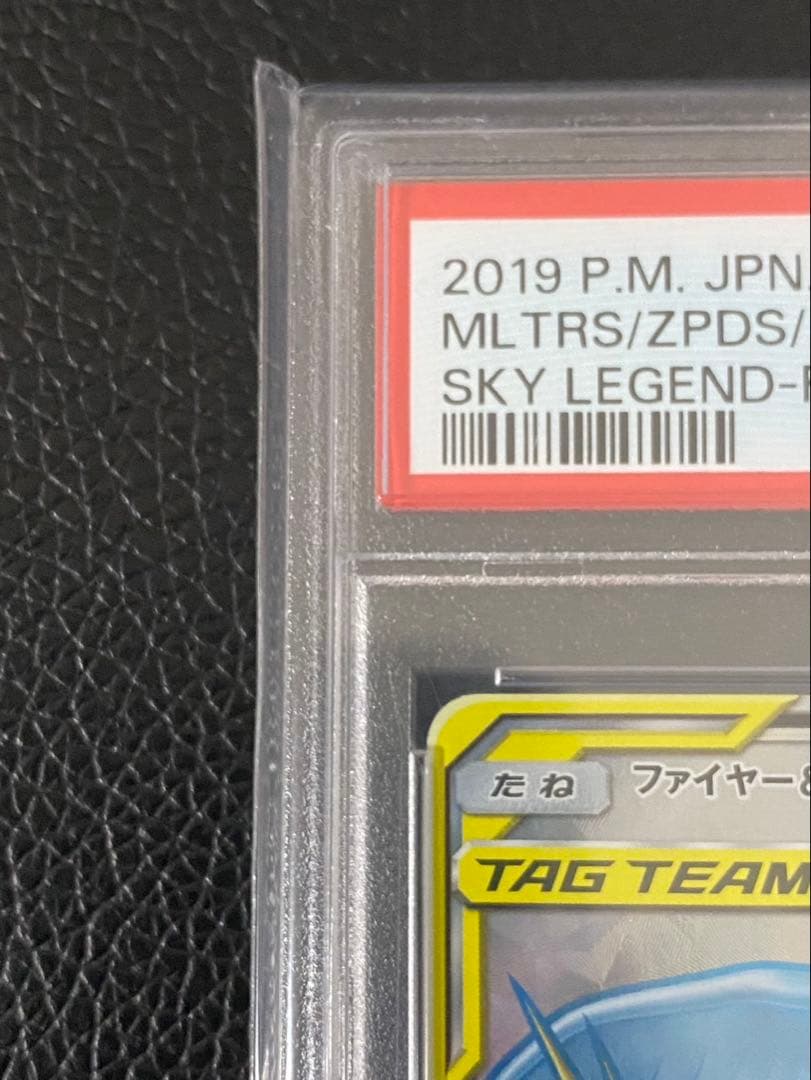 2019 P.M. JPN
MLTRS/ZPDS/
SKY LEGEND-
たね ファイヤー&
TAG TEAM